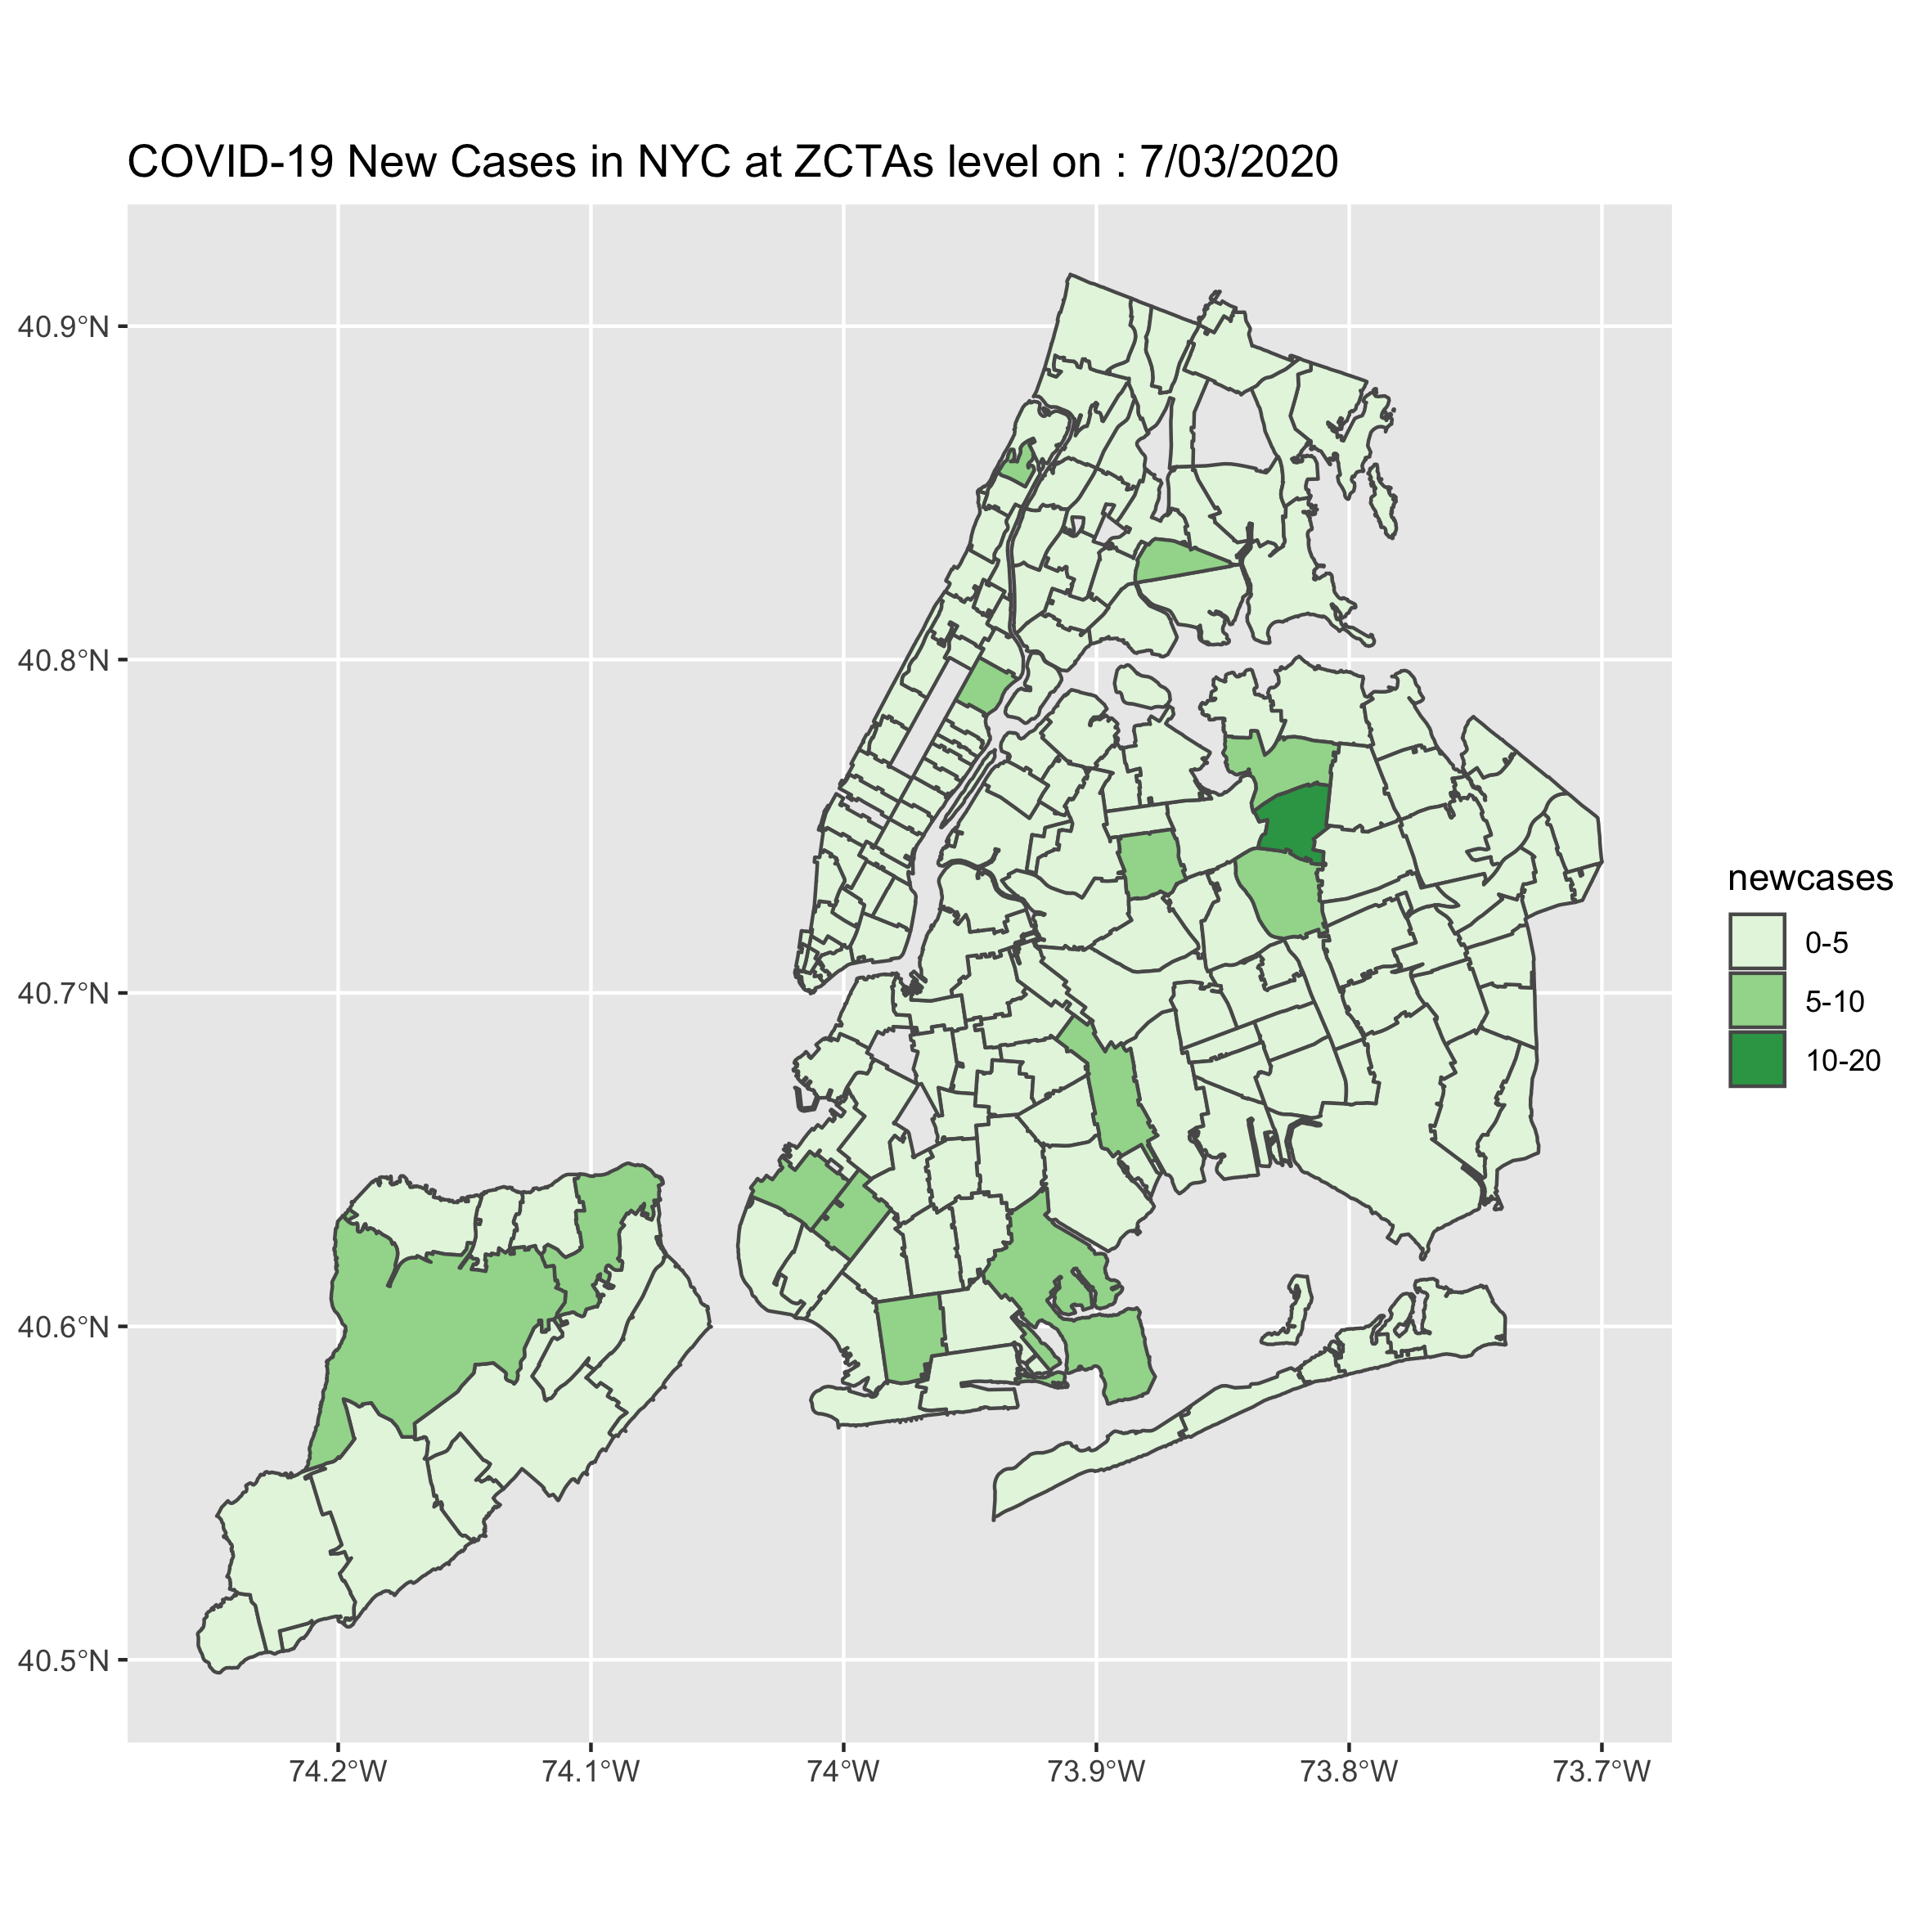 COVID-19 New Cases in NYC at ZCTAs level on : 7/03/2020
40.9°N
40.8°N
40.7°N
40.6°N
40.5°N
74.2°W
74.1°W
74°W
73.9°W
73.8°W
73.7°W
newcases
0-5
5-10
10-20